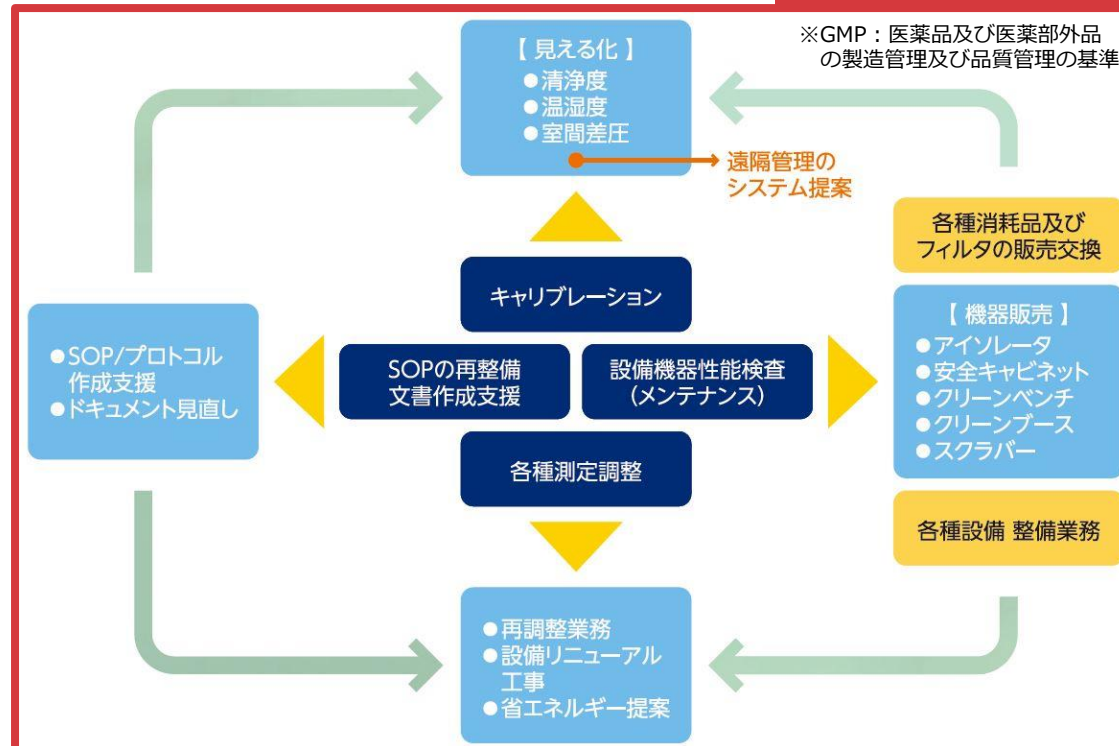 ※GMP：医薬品及び医薬部外品
の製造管理及び品質管理の基準
【 見える化 】
●清浄度
●温湿度
●室間差圧
遠隔管理の
システム提案
各種消耗品及び
フィルタの販売交換
キャリブレーション
●SOP/プロトコル
作成支援
●ドキュメント見直し
SOPの再整備
文書作成支援
設備機器性能検査
(メンテナンス)
【 機器販売 】
●アイソレータ
●安全キャビネット
●クリーンベンチ
●クリーンブース
●スクラバー
各種測定調整
各種設備 整備業務
●再調整業務
●設備リニューアル
工事
●省エネルギー提案